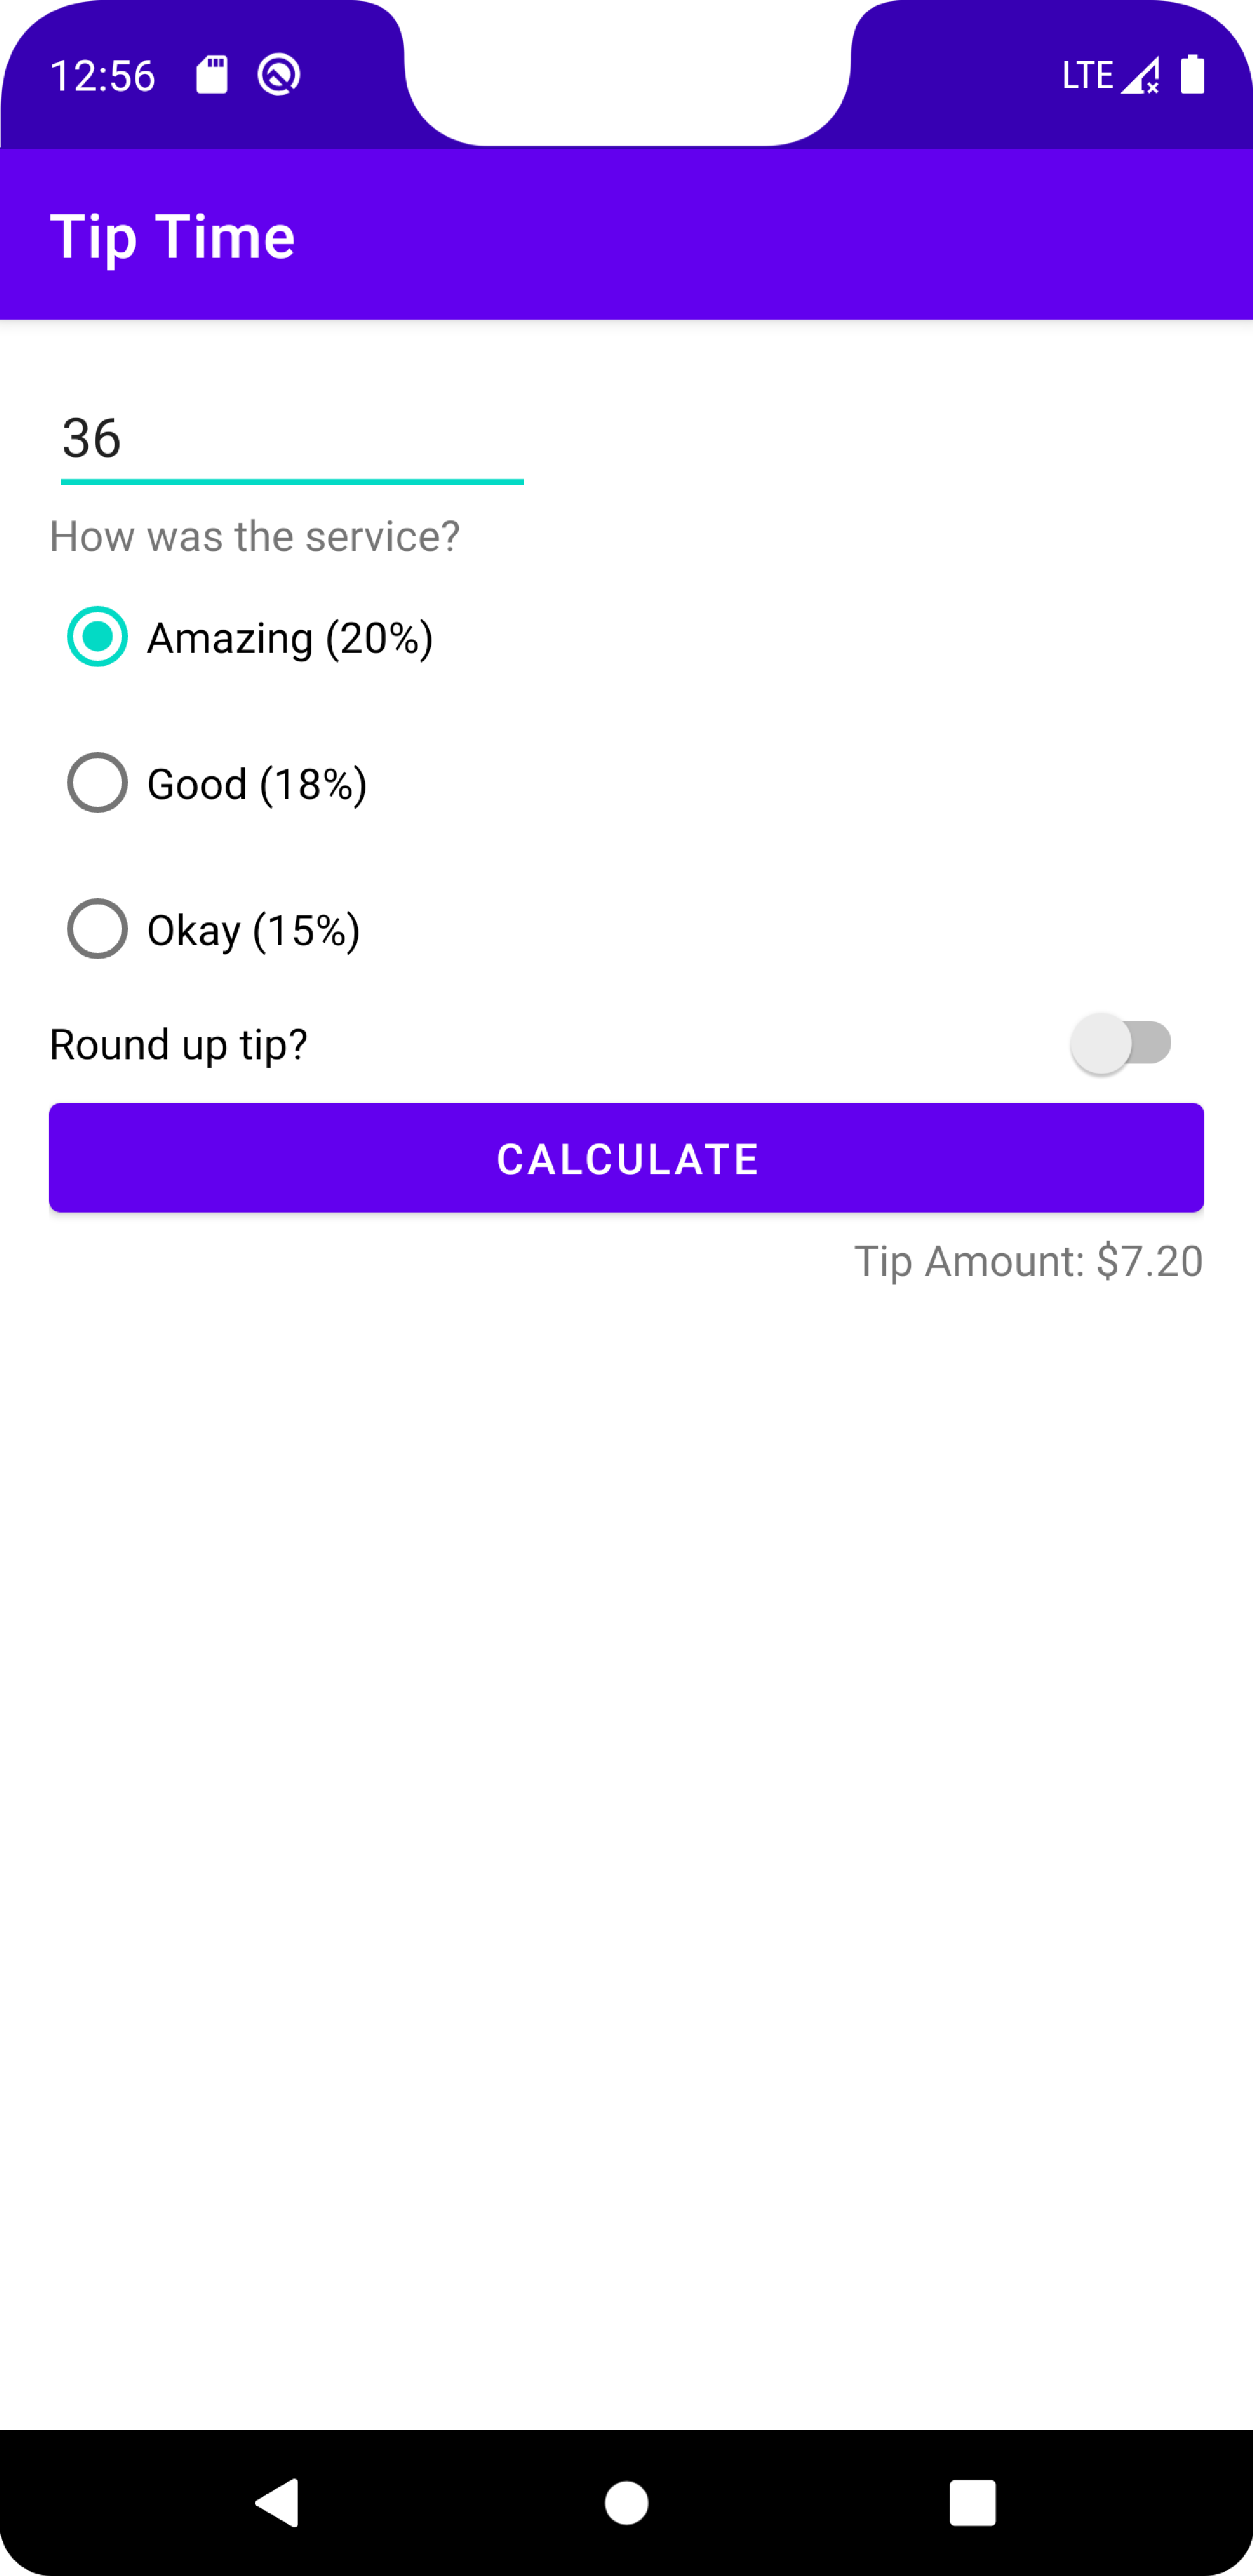 12:56 LTE
Tip Time
36
How was the service?
Amazing (20%)
Good (18%)
Okay (15%)
Round up tip?
CALCULATE
Tip Amount: $7.20